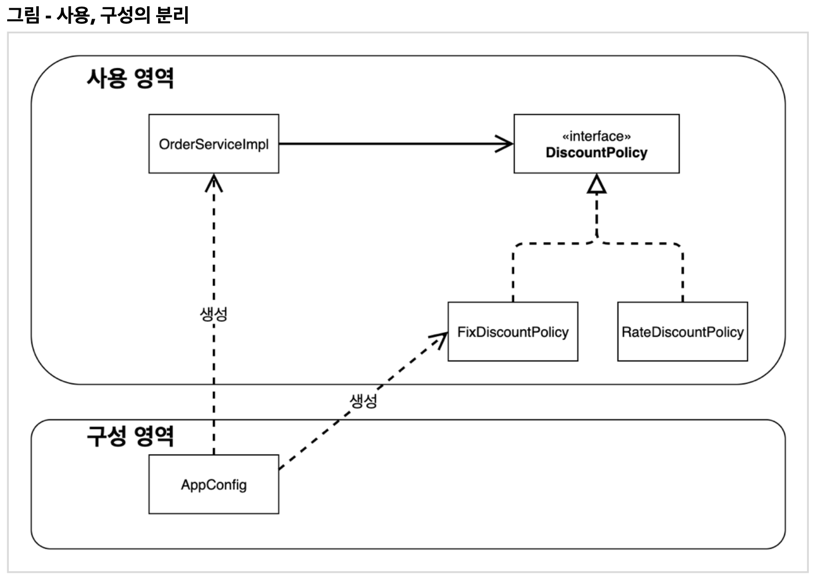 그림 - 사용, 구성의 분리
사용 영역
OrderServiceImpl
«interface»
DiscountPolicy
생성
FixDiscountPolicy
RateDiscountPolicy
생성
구성 영역
AppConfig